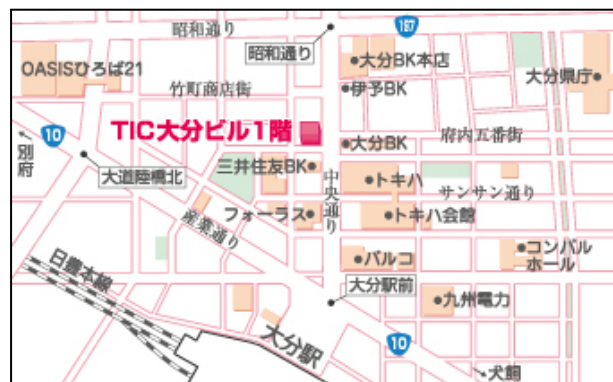 昭和通り
197
昭和通り
大分BK本店
OASISひろば21
大分県庁
竹町商店街
伊予BK
TIC大分ビル1階
10
大分BK
府内五番街
別府
三井住友BK
大道陸橋北
中央通り
トキハ
サンサン通り
産業通り
フォーラス
トキハ会館
パルコ
コンパル
ホール
日豊本線
大分駅前
九州電力
大分駅
10
犬飼